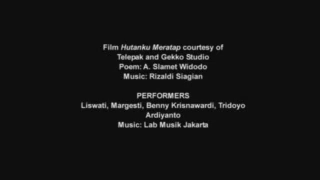 Film Hutanku Meratap courtesy of
Telepak and Gekko Studio
Poem: A. Slamet Widodo
Music: Rizaldi Siagian
PERFORMERS
Liswati, Margesti, Benny Krisnawardi, Tridoyo
Ardiyanto
Music: Lab Musik Jakarta